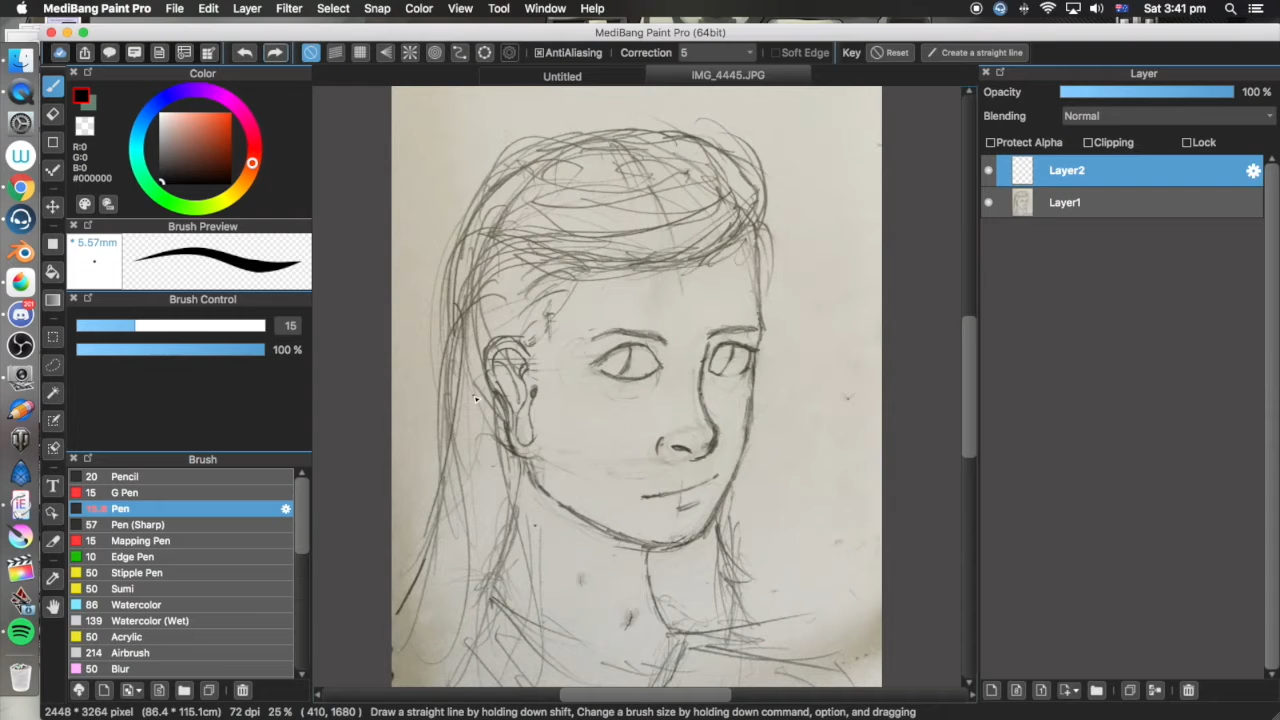 MediBang Paint Pro File Edit Layer Filter Select Snap Color View Tool Window Help Sat 3:41 pm
MediBang Paint Pro (64bit)
AntiAliasing Correction 5 Soft Edge Key Reset Create a straight line
Color Untitled IMG_4445.JPG Layer
Opacity 100 %
Blending Normal
Protect Alpha Clipping Lock
R:0
G:0
B:0
#000000
Layer2
Layer1
Brush Preview
* 5.57mm
Brush Control
15
100 %
Brush
20 Pencil
15 G Pen
Pen
57 Pen (Sharp)
15 Mapping Pen
10 Edge Pen
50 Stipple Pen
50 Sumi
86 Watercolor
139 Watercolor (Wet)
50 Acrylic
214 Airbrush
50 Blur
2448 * 3264 pixel (86.4 * 115.1cm) 72 dpi 25 % ( 410, 1680) Draw a straight line by holding down shift, Change a brush size by holding down command, option, and dragging